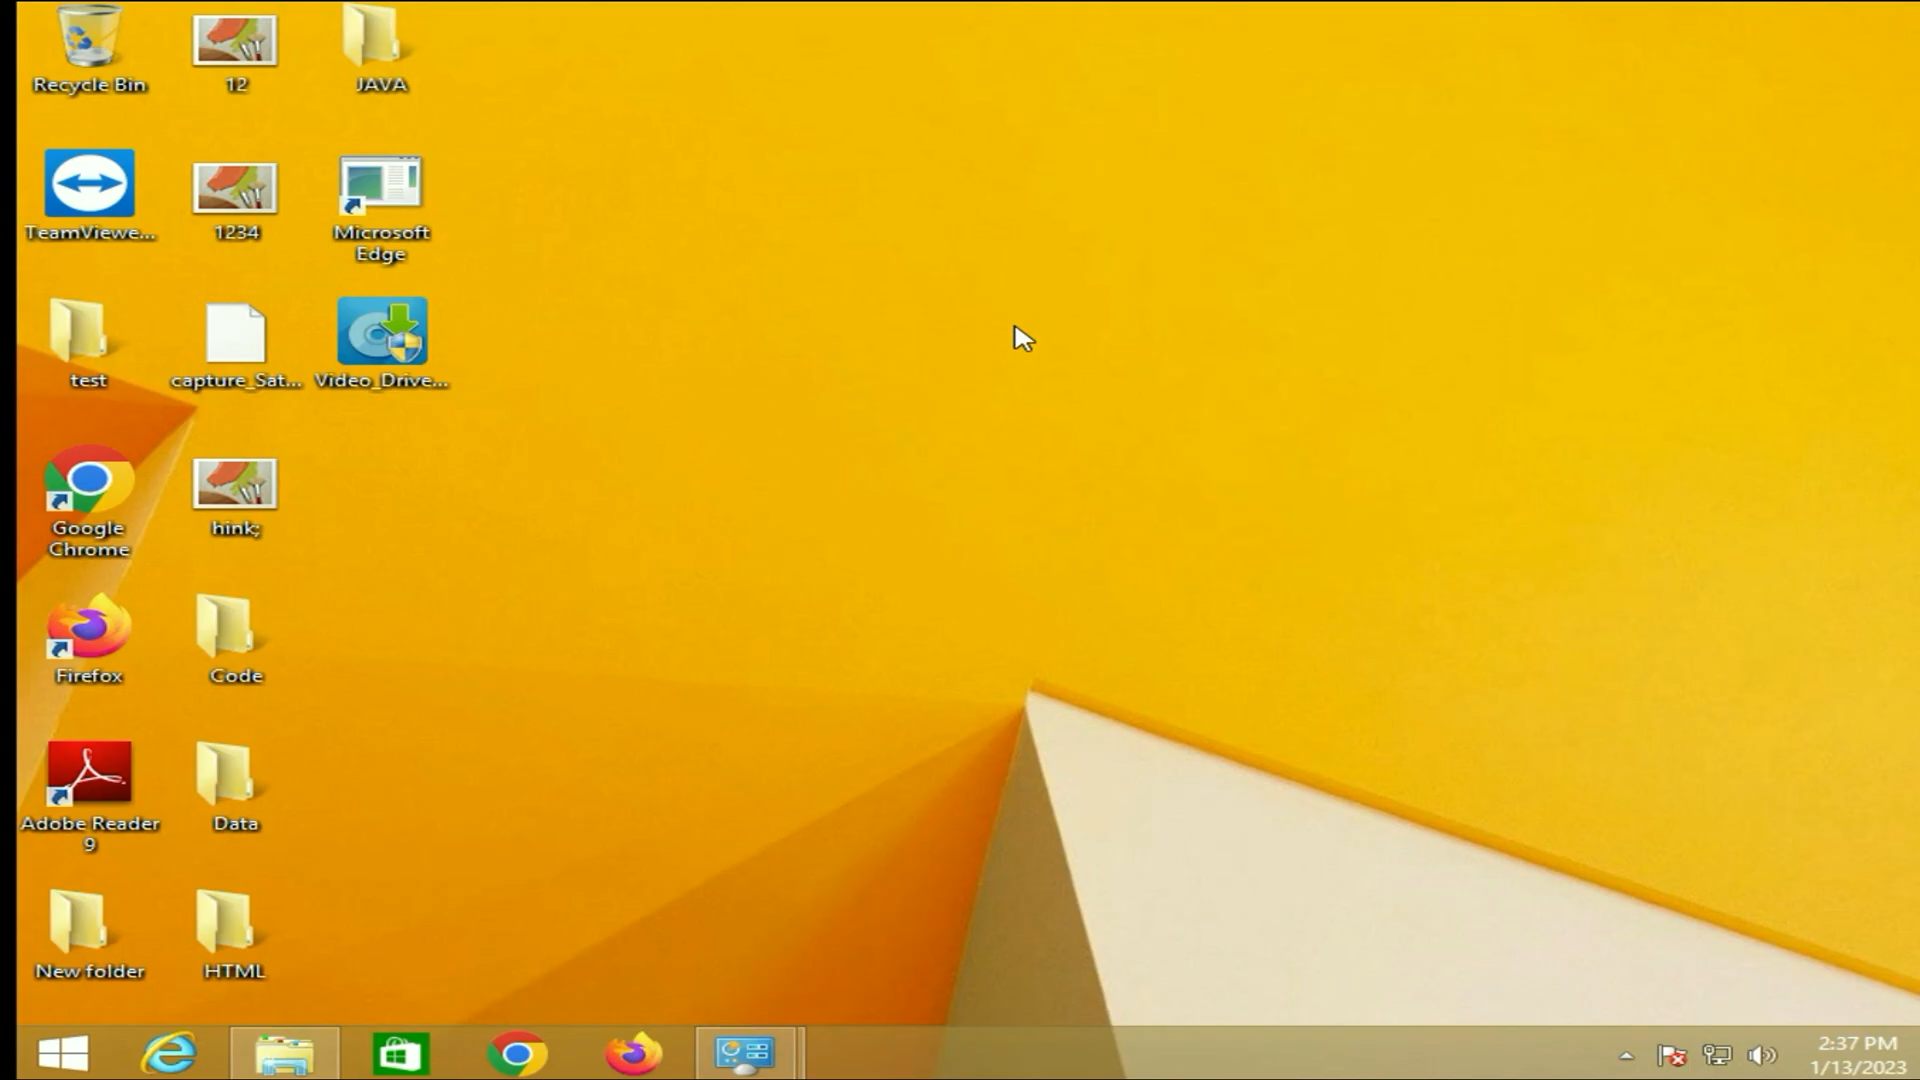 Recycle Bin
12
JAVA
TeamViewe...
1234
Microsoft
Edge
test
capture_Sat...
Video_Drive...
Google
Chrome
hink;
Firefox
Code
Adobe Reader
9
Data
New folder
HTML
2:37 PM
1/13/2023